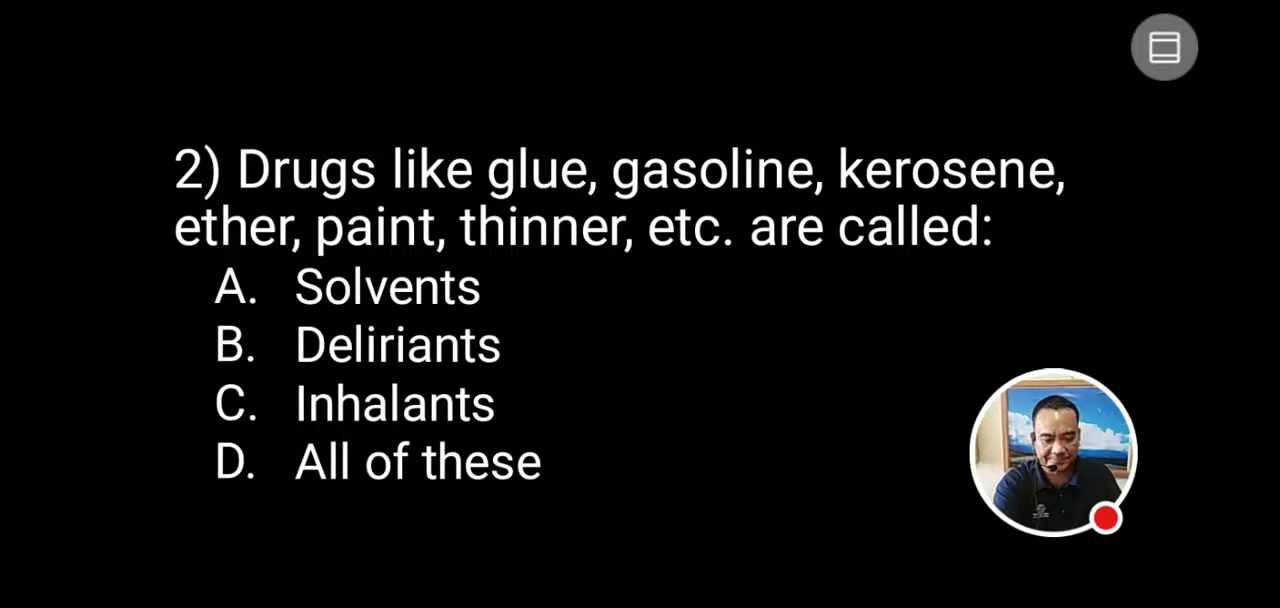 2) Drugs like glue, gasoline, kerosene,
ether, paint, thinner, etc. are called:
A. Solvents
B. Deliriants
C. Inhalants
D. All of these